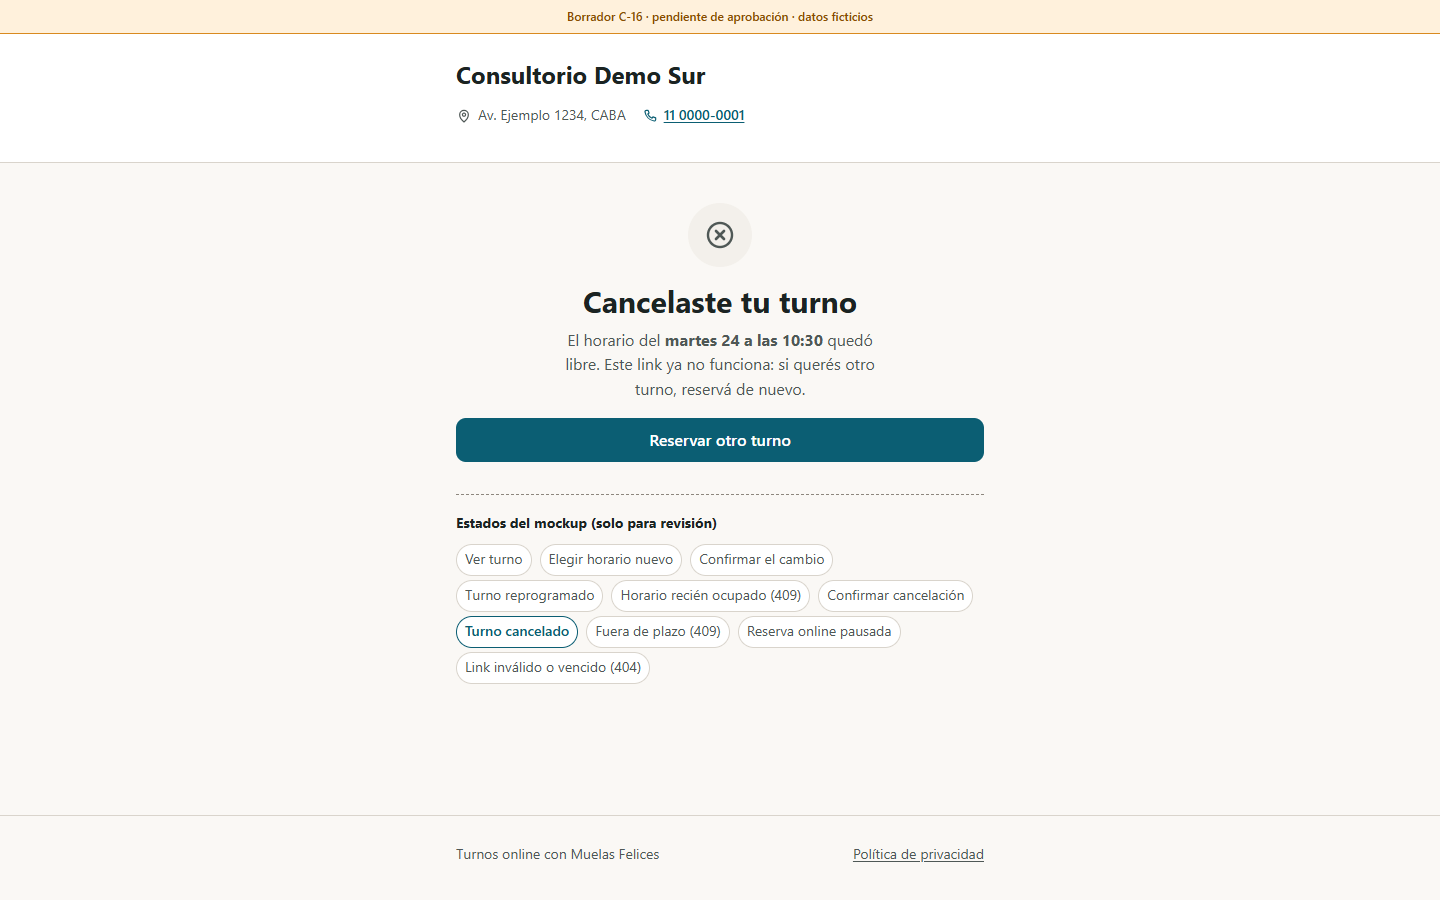 Borrador C-16 · pendiente de aprobación · datos ficticios
Consultorio Demo Sur
Av. Ejemplo 1234, CABA 11 0000-0001
Cancelaste tu turno
El horario del martes 24 a las 10:30 quedó
libre. Este link ya no funciona: si querés otro
turno, reservá de nuevo.
Reservar otro turno
Estados del mockup (solo para revisión)
Ver turno Elegir horario nuevo Confirmar el cambio
Turno reprogramado Horario recién ocupado (409) Confirmar cancelación
Turno cancelado Fuera de plazo (409) Reserva online pausada
Link inválido o vencido (404)
Turnos online con Muelas Felices Política de privacidad